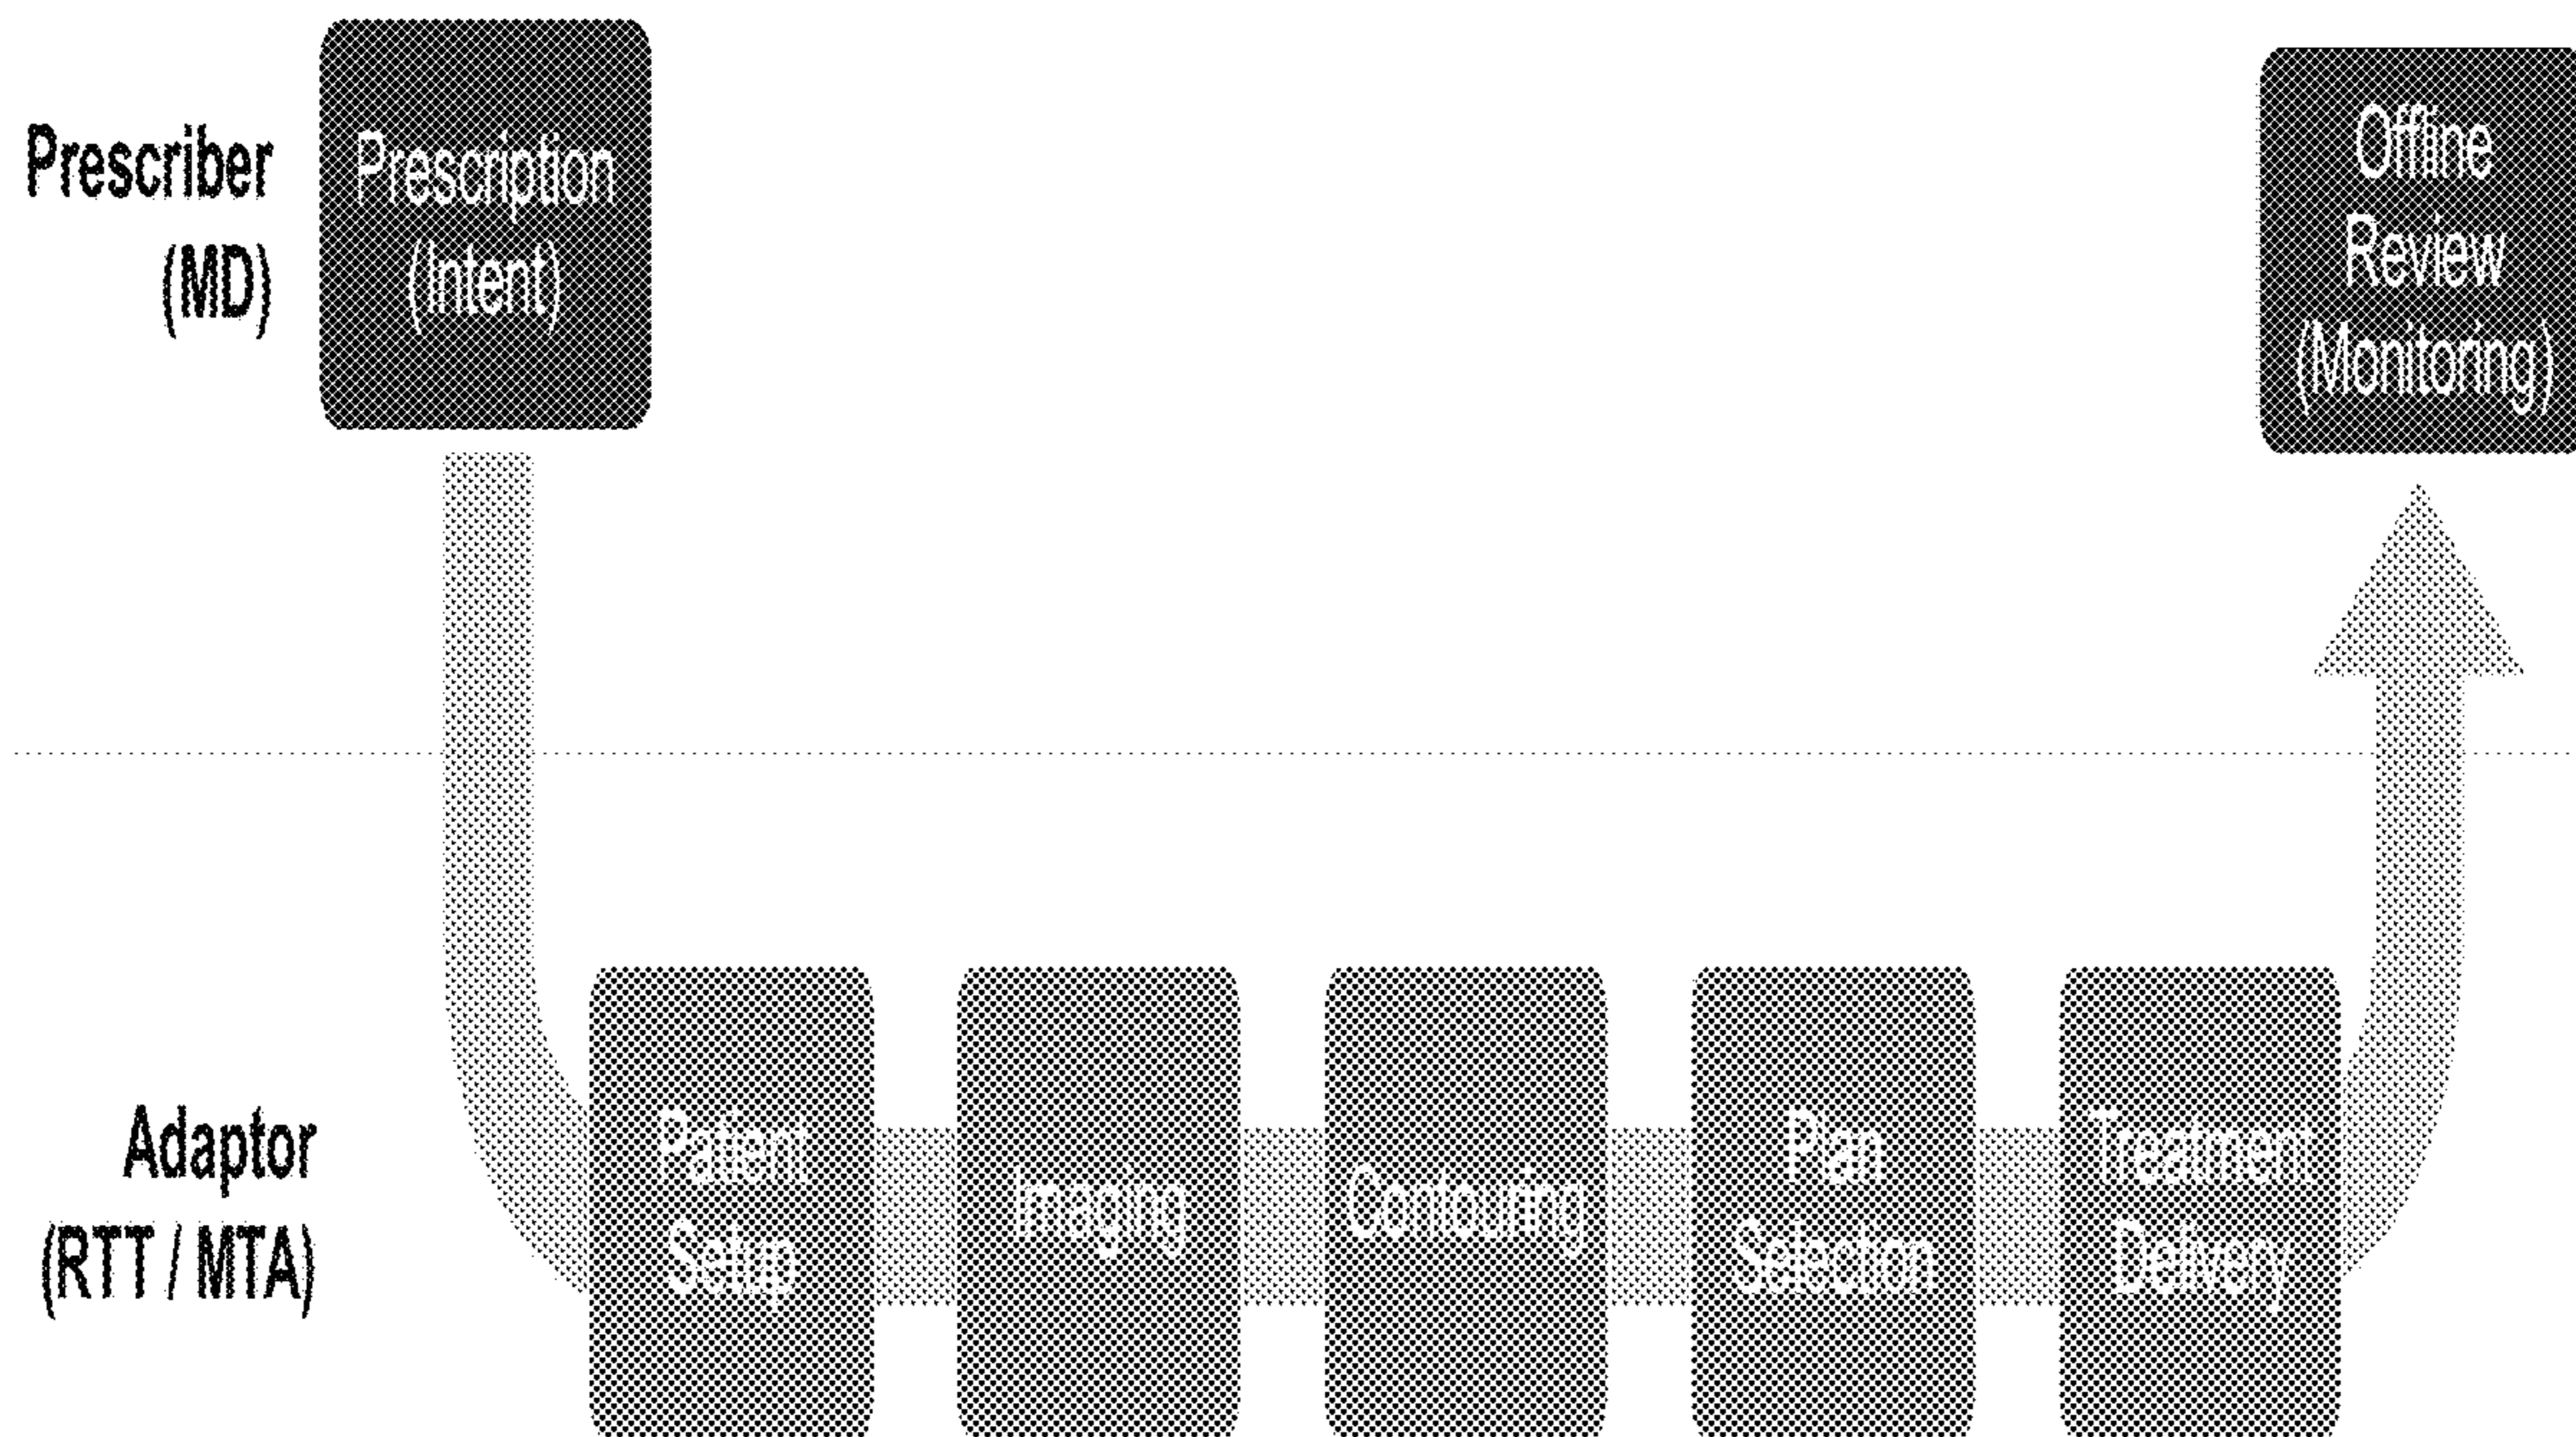 Prescriber
(MD)
Prescription
(Intent)
Offline
Review
(Monitoring)
Adaptor
(RTT / MTA)
Patient
Setup
Imaging
Contouring
Plan
Selection
Treatment
Delivery